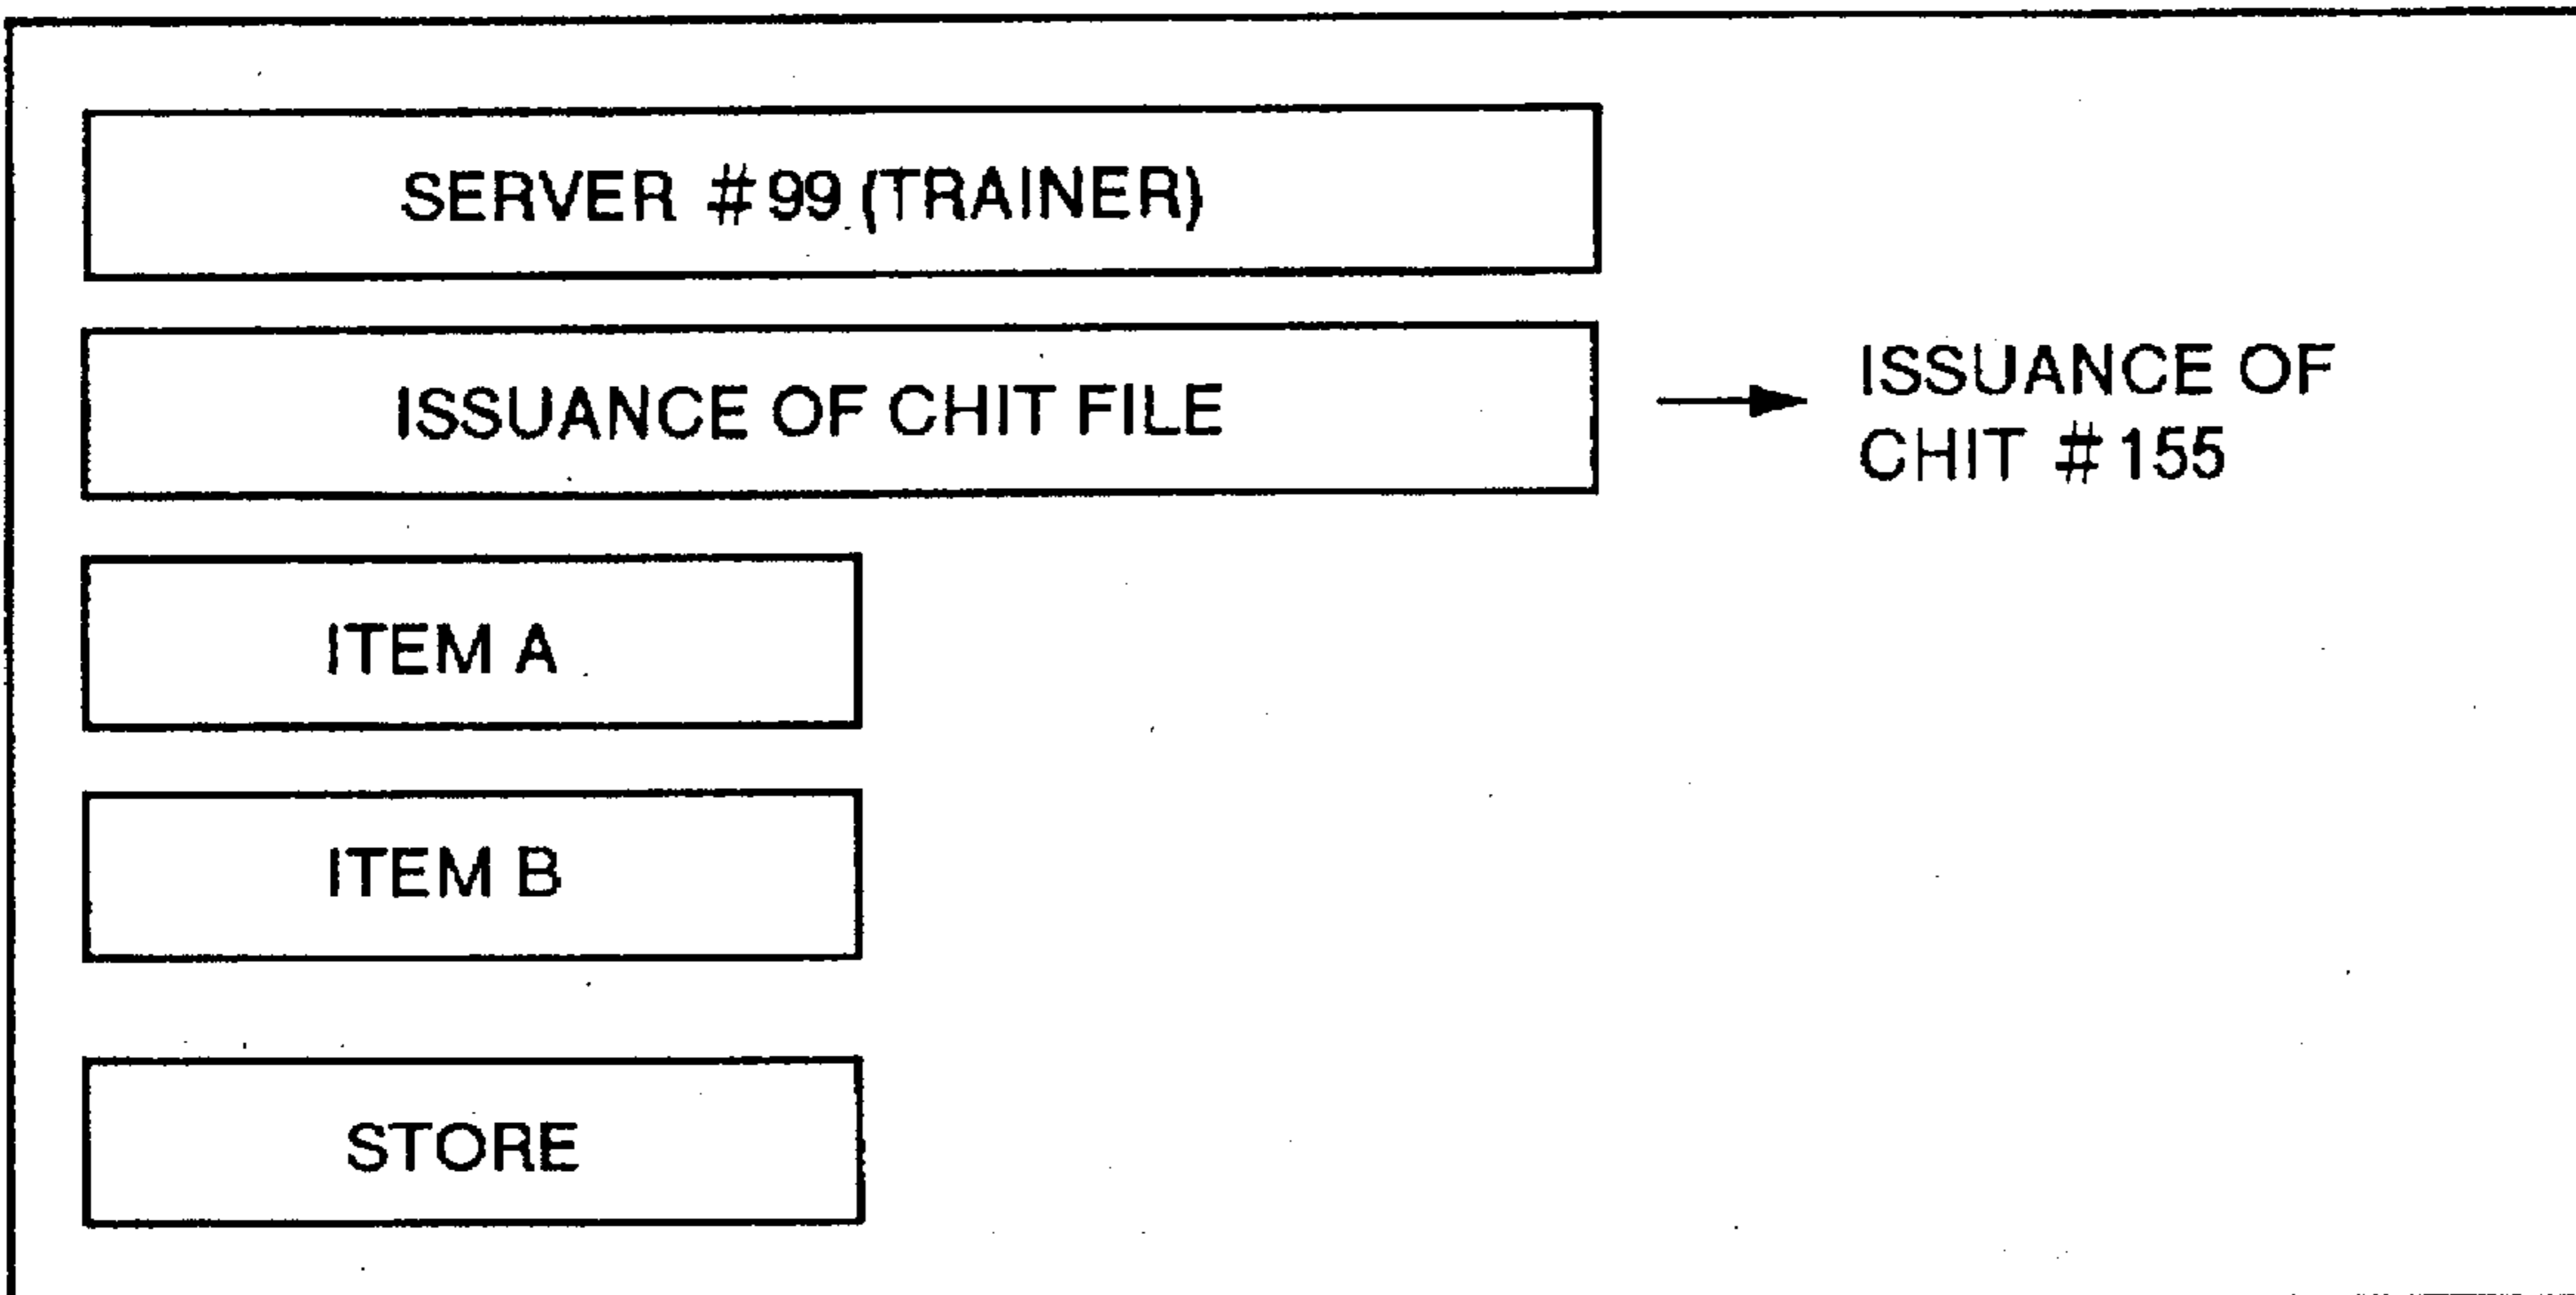 SERVER #99 (TRAINER)
ISSUANCE OF CHIT FILE
ISSUANCE OF
CHIT #155
ITEM A
ITEM B
STORE